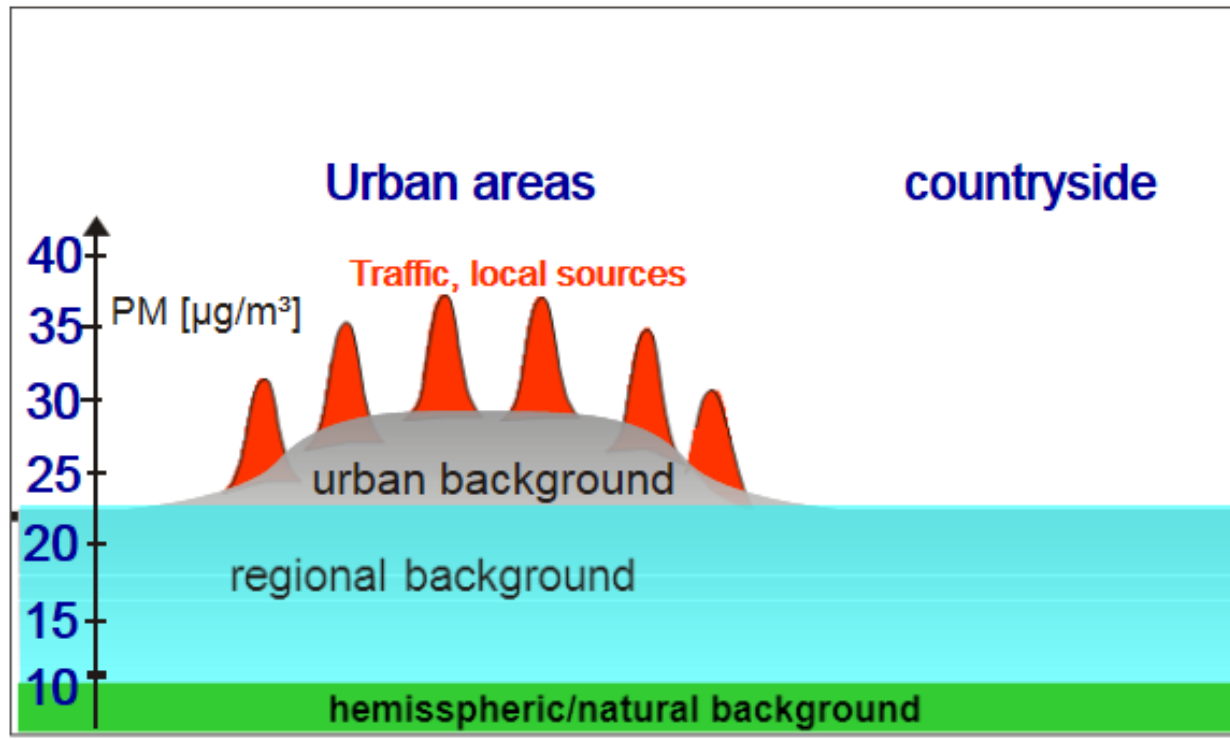 Urban areas
countryside
40
Traffic, local sources
PM [µg/m³]
35
30
25
urban background
20
regional background
15
10
hemisspheric/natural background